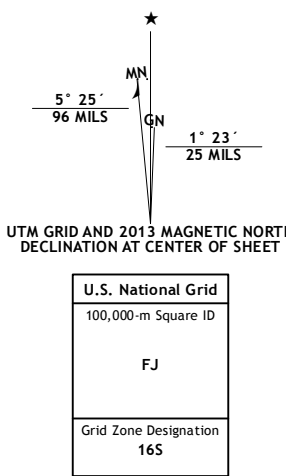 ★
MN
5° 25´
96 MILS
GN
1° 23´
25 MILS
UTM GRID AND 2013 MAGNETIC NORTH
DECLINATION AT CENTER OF SHEET
U.S. National Grid
100,000-m Square ID
FJ
Grid Zone Designation
16S